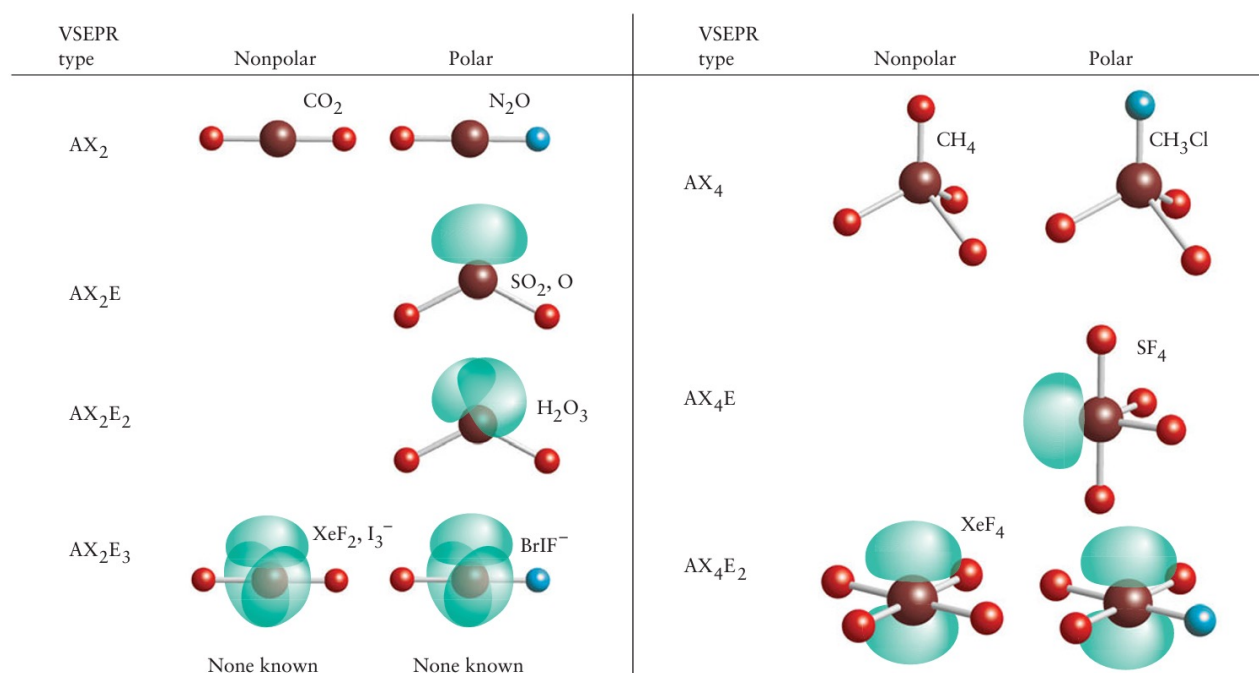 VSEPR
type Nonpolar Polar
CO₂ N₂O
AX₂
AX₂E
SO₂, O
AX₂E₂
H₂O₃
AX₂E₃
XeF₂, I₃⁻ BrIF⁻
None known None known
VSEPR
type Nonpolar Polar
CH₄ CH₃Cl
AX₄
SF₄
AX₄E
XeF₄
AX₄E₂